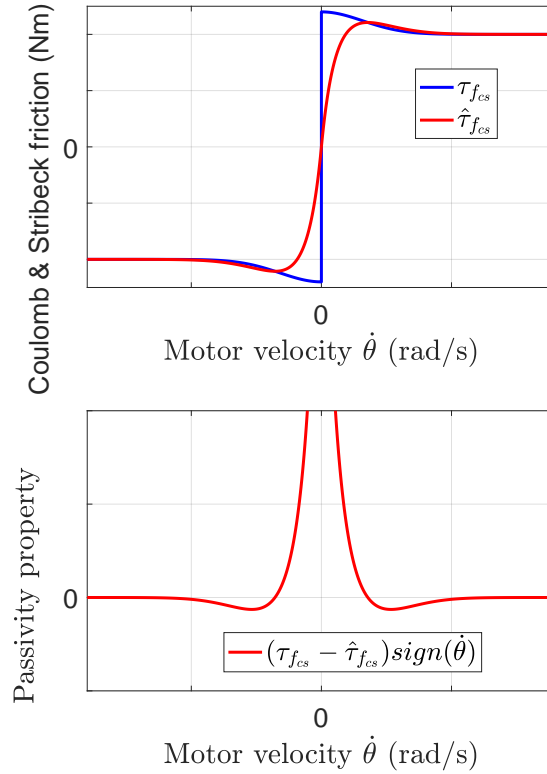 Coulomb & Stribeck friction (Nm)
0
τ_{f_{cs}}
τ̂_{f_{cs}}
0
Motor velocity θ̇ (rad/s)
Passivity property
0
(τ_{f_{cs}} − τ̂_{f_{cs}})sign(θ̇)
0
Motor velocity θ̇ (rad/s)